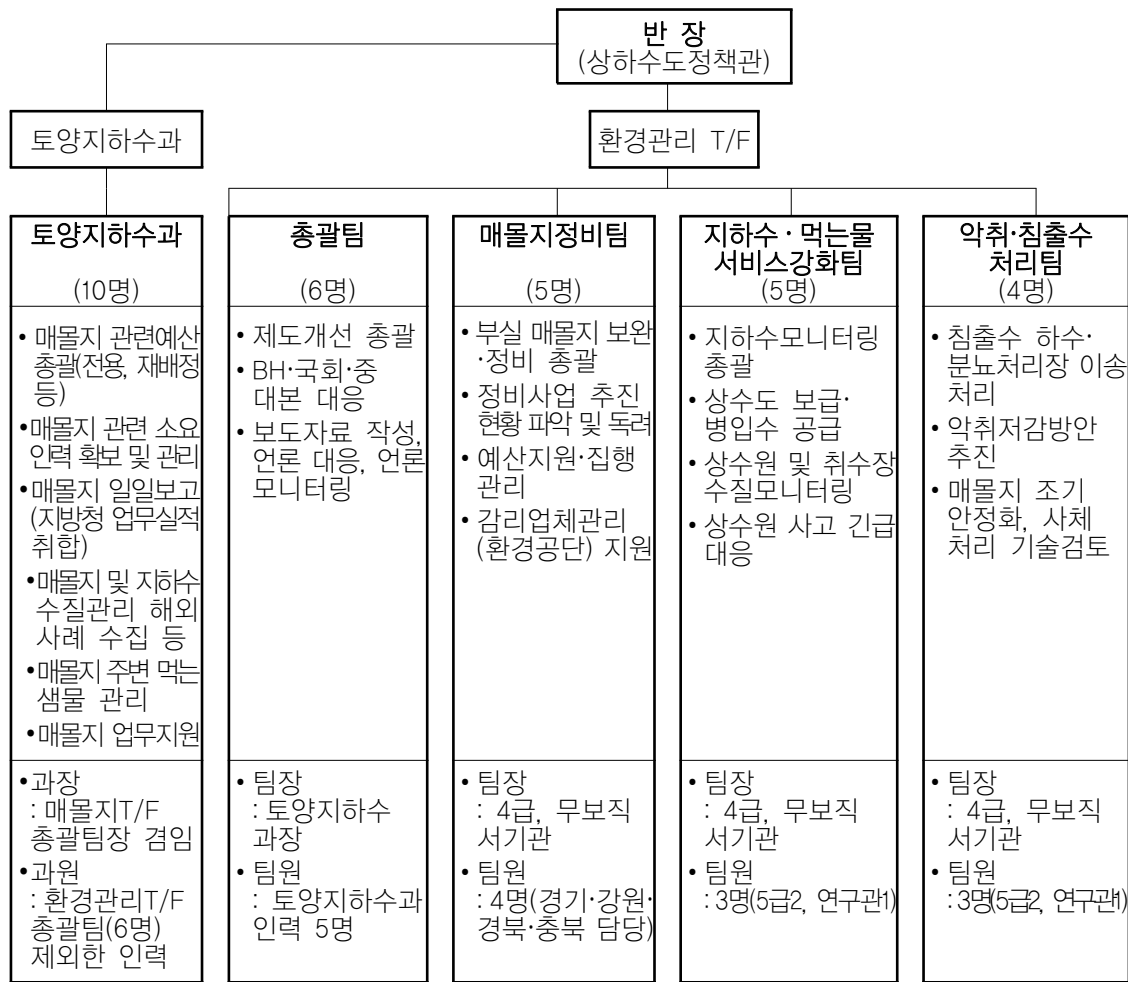 반 장
(상하수도정책관)
토양지하수과
환경관리 T/F
토양지하수과
(10명)
• 매몰지 관련예산
총괄(전용, 재배정
등)
•매몰지 관련 소요
인력 확보 및 관리
•매몰지 일일보고
(지방청 업무실적
취합)
•매몰지 및 지하수
수질관리 해외
사례 수집 등
•매몰지 주변 먹는
샘물 관리
•매몰지 업무지원
•과장
: 매몰지T/F
총괄팀장 겸임
•과원
: 환경관리T/F
총괄팀(6명)
제외한 인력
총괄팀
(6명)
• 제도개선 총괄
• BH·국회·중
대본 대응
• 보도자료 작성,
언론 대응, 언론
모니터링
• 팀장
: 토양지하수
과장
• 팀원
: 토양지하수과
인력 5명
매몰지정비팀
(5명)
• 부실 매몰지 보완
·정비 총괄
• 정비사업 추진
현황 파악 및 독려
• 예산지원·집행
관리
• 감리업체관리
(환경공단) 지원
• 팀장
: 4급, 무보직
서기관
• 팀원
: 4명(경기·강원·
경북·충북 담당)
지하수·먹는물
서비스강화팀
(5명)
• 지하수모니터링
총괄
• 상수도 보급·
병입수 공급
• 상수원 및 취수장
수질모니터링
• 상수원 사고 긴급
대응
• 팀장
: 4급, 무보직
서기관
• 팀원
: 3명(5급2, 연구관1)
악취·침출수
처리팀
(4명)
• 침출수 하수·
분뇨처리장 이송
처리
• 악취저감방안
추진
• 매몰지 조기
안정화, 사체
처리 기술검토
• 팀장
: 4급, 무보직
서기관
• 팀원
: 3명(5급2, 연구관1)